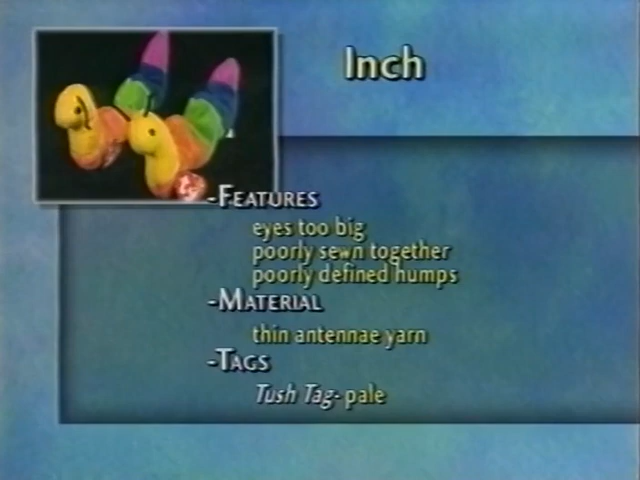 Inch
-FEATURES
eyes too big
poorly sewn together
poorly defined humps
-MATERIAL
thin antennae yarn
-TAGS
Tush Tag- pale